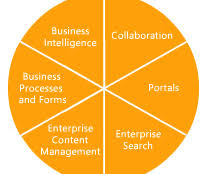 Business
Intelligence
Collaboration
Business
Processes
and Forms
Portals
Enterprise
Content
Management
Enterprise
Search